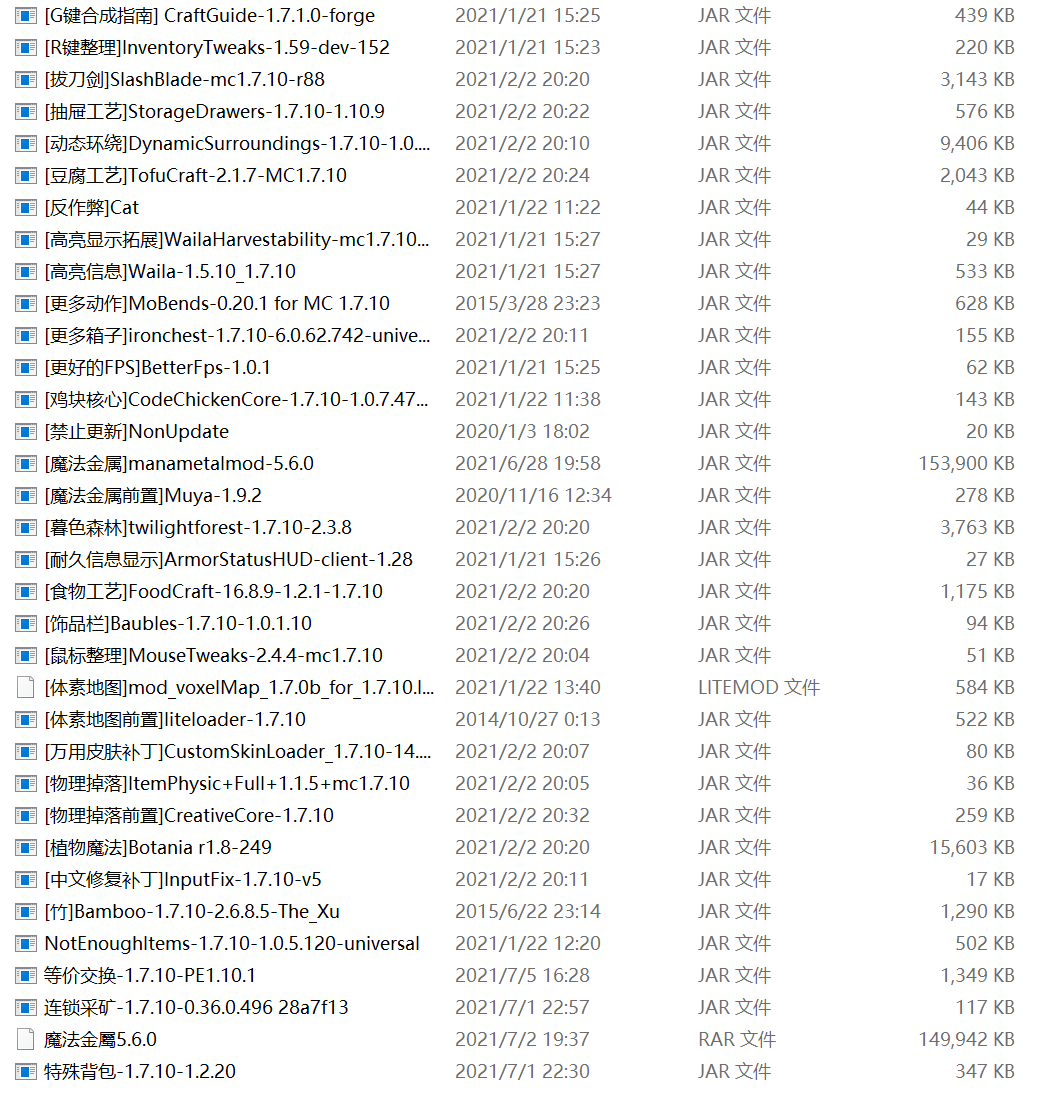 [G键合成指南] CraftGuide-1.7.1.0-forge 2021/1/21 15:25 JAR 文件 439 KB
[R键整理]InventoryTweaks-1.59-dev-152 2021/1/21 15:23 JAR 文件 220 KB
[拔刀剑]SlashBlade-mc1.7.10-r88 2021/2/2 20:20 JAR 文件 3,143 KB
[抽屉工艺]StorageDrawers-1.7.10-1.10.9 2021/2/2 20:22 JAR 文件 576 KB
[动态环绕]DynamicSurroundings-1.7.10-1.0.... 2021/2/2 20:10 JAR 文件 9,406 KB
[豆腐工艺]TofuCraft-2.1.7-MC1.7.10 2021/2/2 20:24 JAR 文件 2,043 KB
[反作弊]Cat 2021/1/22 11:22 JAR 文件 44 KB
[高亮显示拓展]WailaHarvestability-mc1.7.10... 2021/1/21 15:27 JAR 文件 29 KB
[高亮信息]Waila-1.5.10_1.7.10 2021/1/21 15:27 JAR 文件 533 KB
[更多动作]MoBends-0.20.1 for MC 1.7.10 2015/3/28 23:23 JAR 文件 628 KB
[更多箱子]ironchest-1.7.10-6.0.62.742-unive... 2021/2/2 20:11 JAR 文件 155 KB
[更好的FPS]BetterFps-1.0.1 2021/1/21 15:25 JAR 文件 62 KB
[鸡块核心]CodeChickenCore-1.7.10-1.0.7.47... 2021/1/22 11:38 JAR 文件 143 KB
[禁止更新]NonUpdate 2020/1/3 18:02 JAR 文件 20 KB
[魔法金属]manametalmod-5.6.0 2021/6/28 19:58 JAR 文件 153,900 KB
[魔法金属前置]Muya-1.9.2 2020/11/16 12:34 JAR 文件 278 KB
[暮色森林]twilightforest-1.7.10-2.3.8 2021/2/2 20:20 JAR 文件 3,763 KB
[耐久信息显示]ArmorStatusHUD-client-1.28 2021/1/21 15:26 JAR 文件 27 KB
[食物工艺]FoodCraft-16.8.9-1.2.1-1.7.10 2021/2/2 20:20 JAR 文件 1,175 KB
[饰品栏]Baubles-1.7.10-1.0.1.10 2021/2/2 20:26 JAR 文件 94 KB
[鼠标整理]MouseTweaks-2.4.4-mc1.7.10 2021/2/2 20:04 JAR 文件 51 KB
[体素地图]mod_voxelMap_1.7.0b_for_1.7.10.l... 2021/1/22 13:40 LITEMOD 文件 584 KB
[体素地图前置]liteloader-1.7.10 2014/10/27 0:13 JAR 文件 522 KB
[万用皮肤补丁]CustomSkinLoader_1.7.10-14.... 2021/2/2 20:07 JAR 文件 80 KB
[物理掉落]ItemPhysic+Full+1.1.5+mc1.7.10 2021/2/2 20:05 JAR 文件 36 KB
[物理掉落前置]CreativeCore-1.7.10 2021/2/2 20:32 JAR 文件 259 KB
[植物魔法]Botania r1.8-249 2021/2/2 20:20 JAR 文件 15,603 KB
[中文修复补丁]InputFix-1.7.10-v5 2021/2/2 20:11 JAR 文件 17 KB
[竹]Bamboo-1.7.10-2.6.8.5-The_Xu 2015/6/22 23:14 JAR 文件 1,290 KB
NotEnoughItems-1.7.10-1.0.5.120-universal 2021/1/22 12:20 JAR 文件 502 KB
等价交换-1.7.10-PE1.10.1 2021/7/5 16:28 JAR 文件 1,349 KB
连锁采矿-1.7.10-0.36.0.496 28a7f13 2021/7/1 22:57 JAR 文件 117 KB
魔法金屬5.6.0 2021/7/2 19:37 RAR 文件 149,942 KB
特殊背包-1.7.10-1.2.20 2021/7/1 22:30 JAR 文件 347 KB